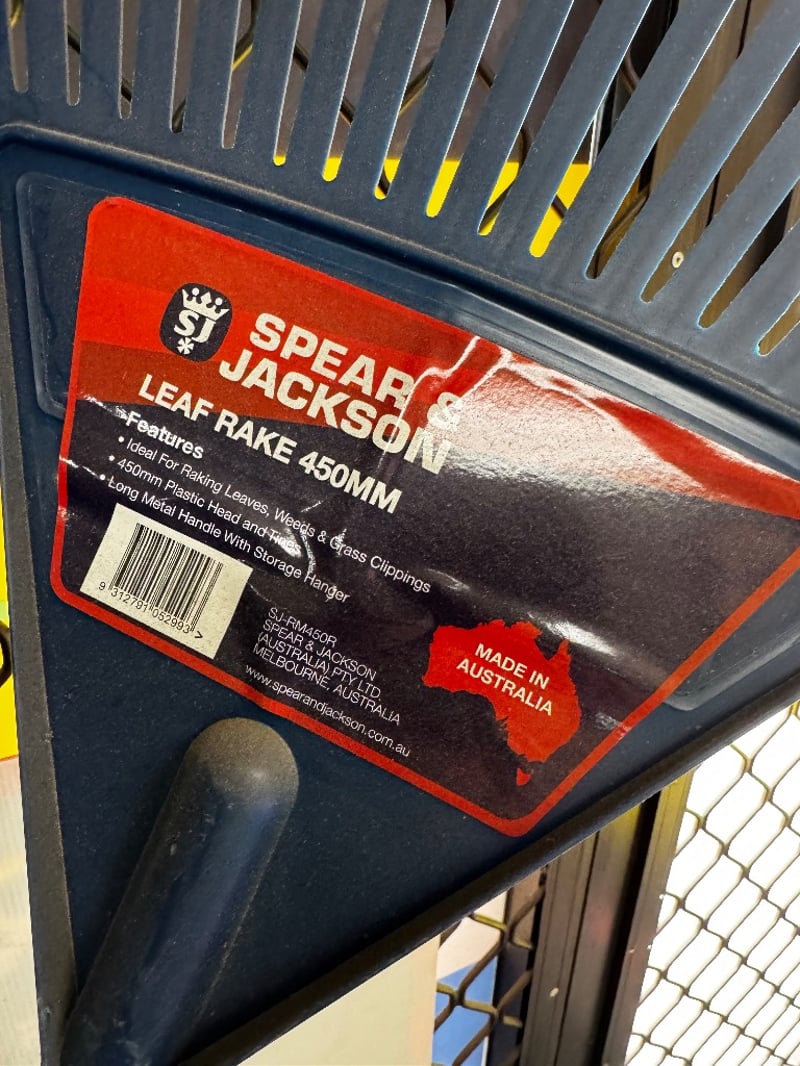 SJ
SPEAR &
JACKSON
LEAF RAKE 450MM
Features
• Ideal For Raking Leaves, Weeds & Grass Clippings
• 450mm Plastic Head and Tines
• Long Metal Handle With Storage Hanger
9 312791 052993 >
SJ-RM450R
SPEAR & JACKSON
(AUSTRALIA) PTY LTD
MELBOURNE, AUSTRALIA
www.spearandjackson.com.au
MADE IN
AUSTRALIA